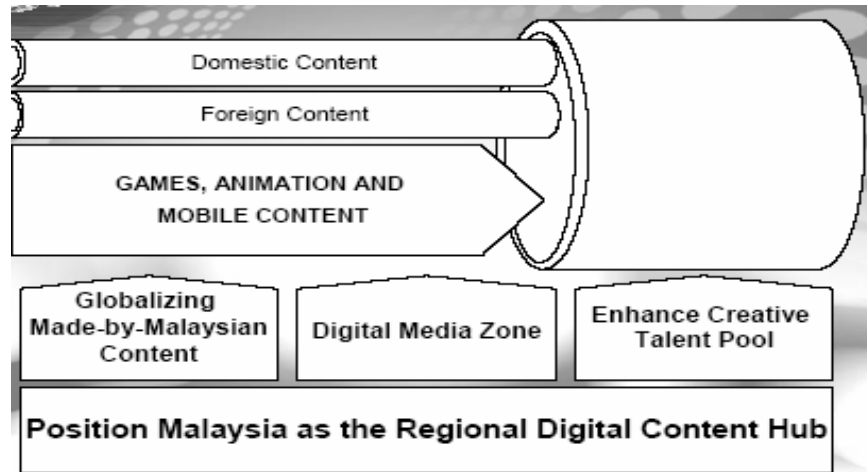 Domestic Content
Foreign Content
GAMES, ANIMATION AND
MOBILE CONTENT
Globalizing
Made-by-Malaysian
Content
Digital Media Zone
Enhance Creative
Talent Pool
Position Malaysia as the Regional Digital Content Hub